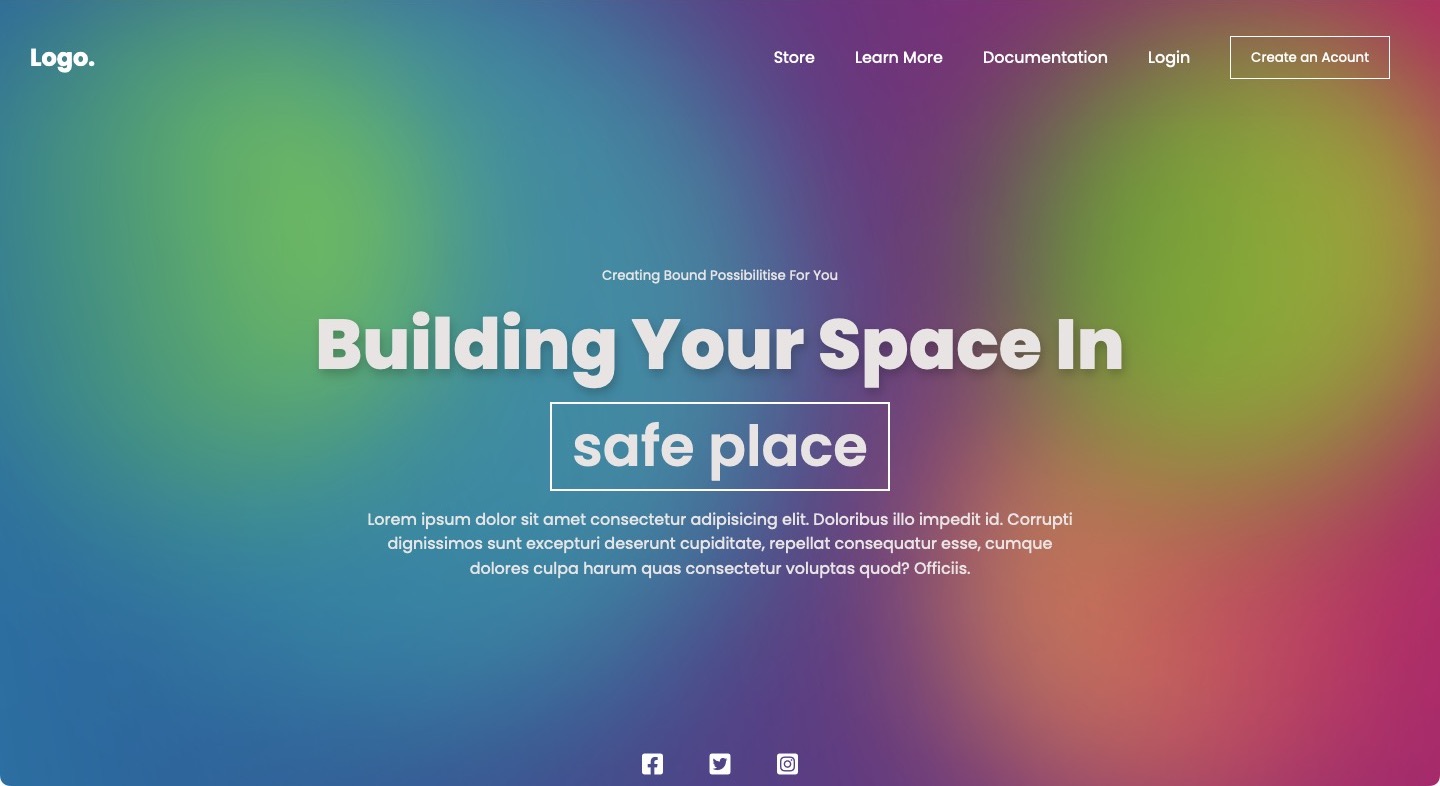 Logo.
Store
Learn More
Documentation
Login
Create an Acount
Creating Bound Possibilitise For You
Building Your Space In
safe place
Lorem ipsum dolor sit amet consectetur adipisicing elit. Doloribus illo impedit id. Corrupti
dignissimos sunt excepturi deserunt cupiditate, repellat consequatur esse, cumque
dolores culpa harum quas consectetur voluptas quod? Officiis.